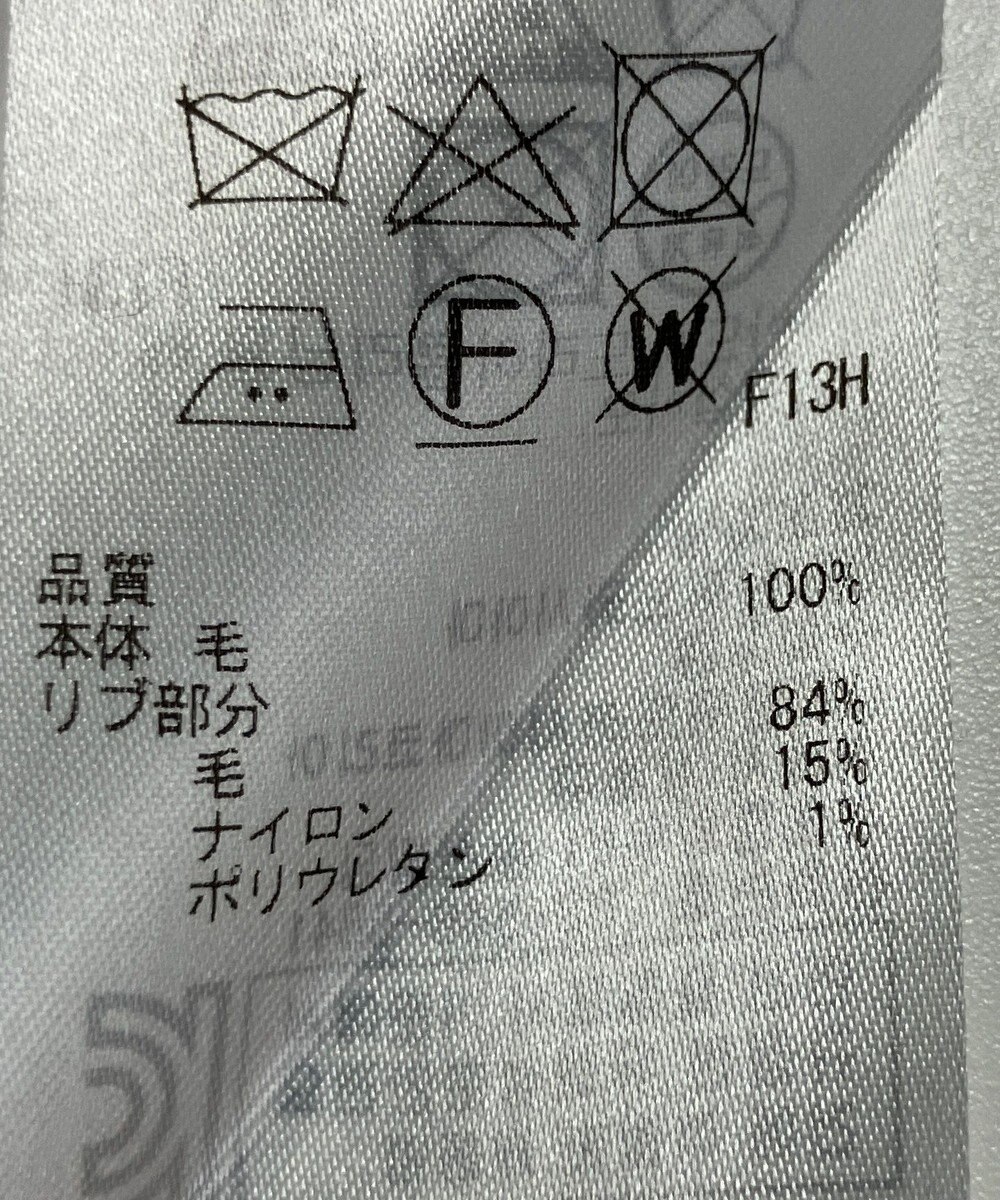 F W F13H
品質
本体 毛 100%
リブ部分
毛 84%
ナイロン 15%
ポリウレタン 1%